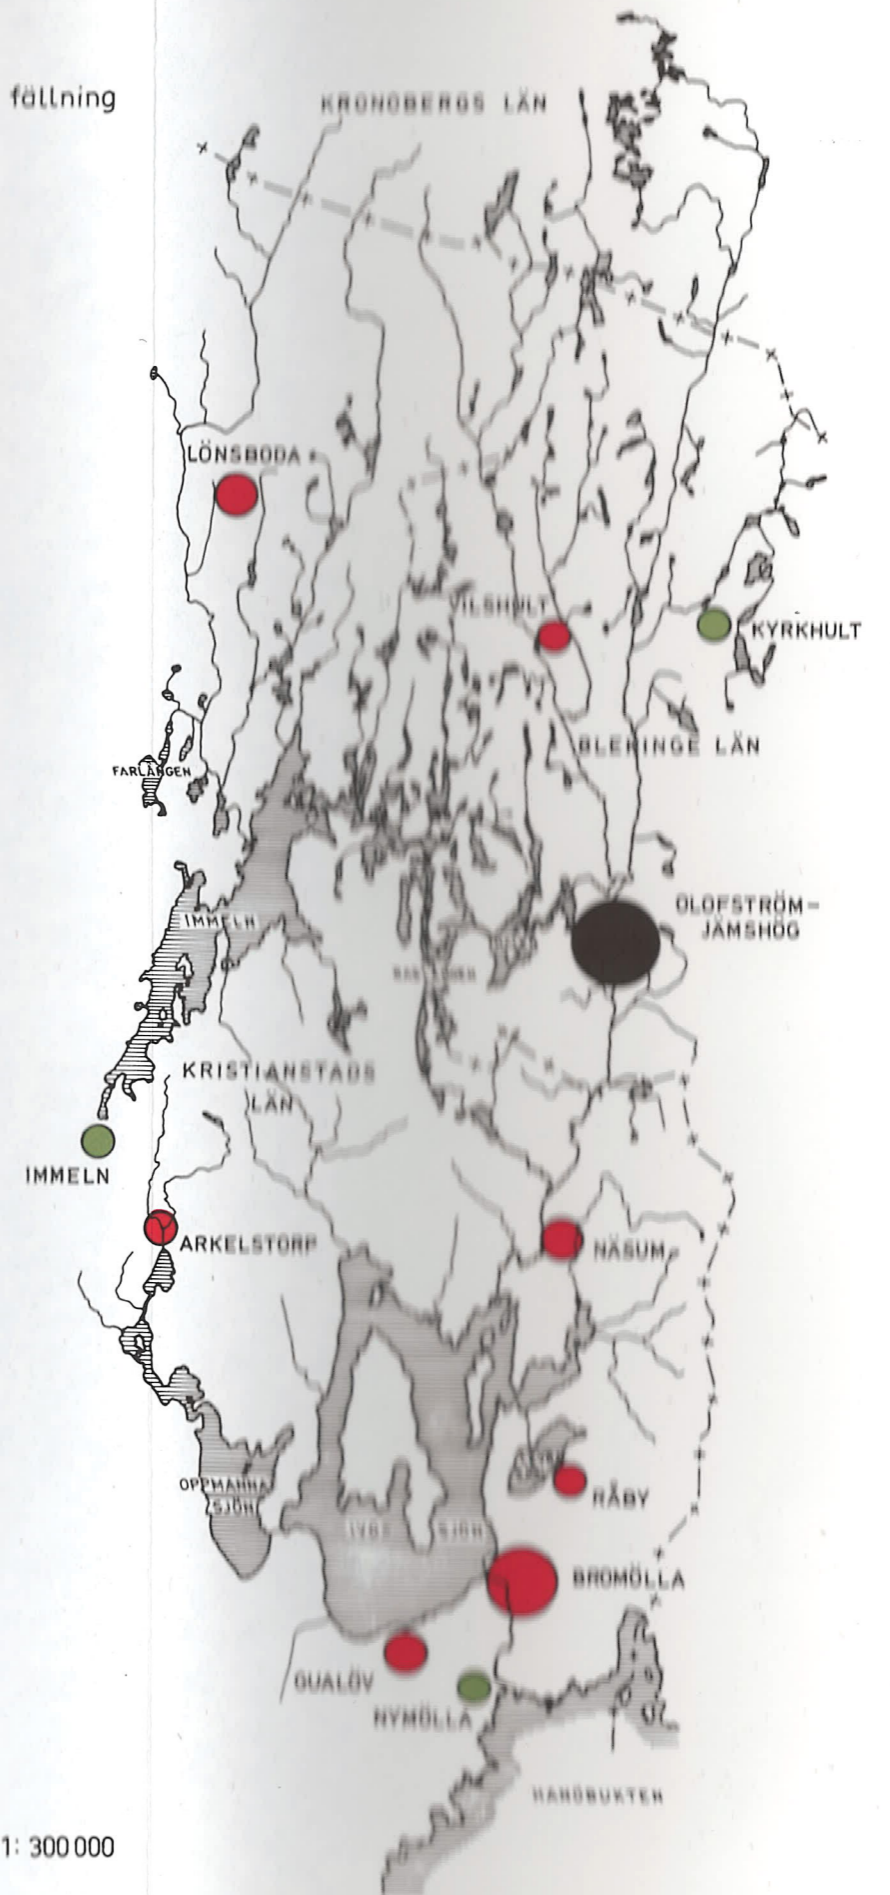 fällning
KRONOBERGS LÄN
LÖNSBODA
VILSHULT
KYRKHULT
BLEKINGE LÄN
FARLÅNGEN
OLOFSTRÖM-
JÄMSHÖG
IMMELN
KRISTIANSTADS
LÄN
IMMELN
ARKELSTORP
NÄSUM
OPPMANNA
SJÖN
IVÖ SJÖN
RÅBY
BROMÖLLA
GUALÖV
NYMÖLLA
HANÖBUKTEN
1: 300 000